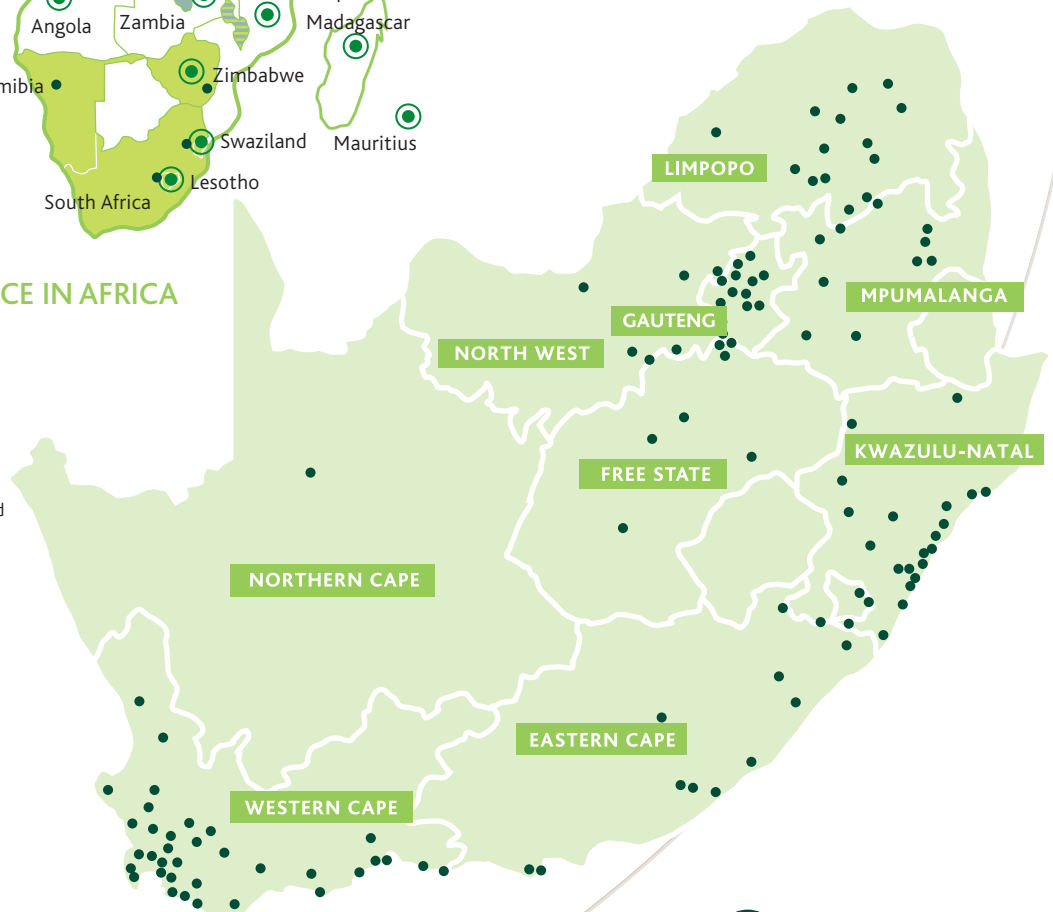 Angola
Zambia
Madagascar
mibia
Zimbabwe
Swaziland
Mauritius
Lesotho
South Africa
CE IN AFRICA
LIMPOPO
MPUMALANGA
GAUTENG
NORTH WEST
KWAZULU-NATAL
FREE STATE
d
NORTHERN CAPE
EASTERN CAPE
WESTERN CAPE